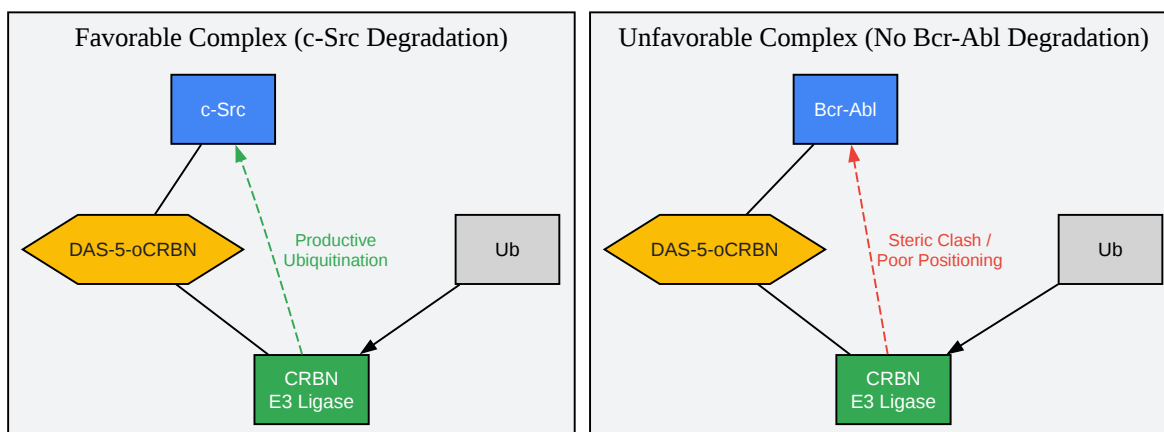 Favorable Complex (c-Src Degradation)
c-Src
DAS-5-oCRBN
Productive
Ubiquitination
Ub
CRBN
E3 Ligase
Unfavorable Complex (No Bcr-Abl Degradation)
Bcr-Abl
DAS-5-oCRBN
Steric Clash /
Poor Positioning
Ub
CRBN
E3 Ligase